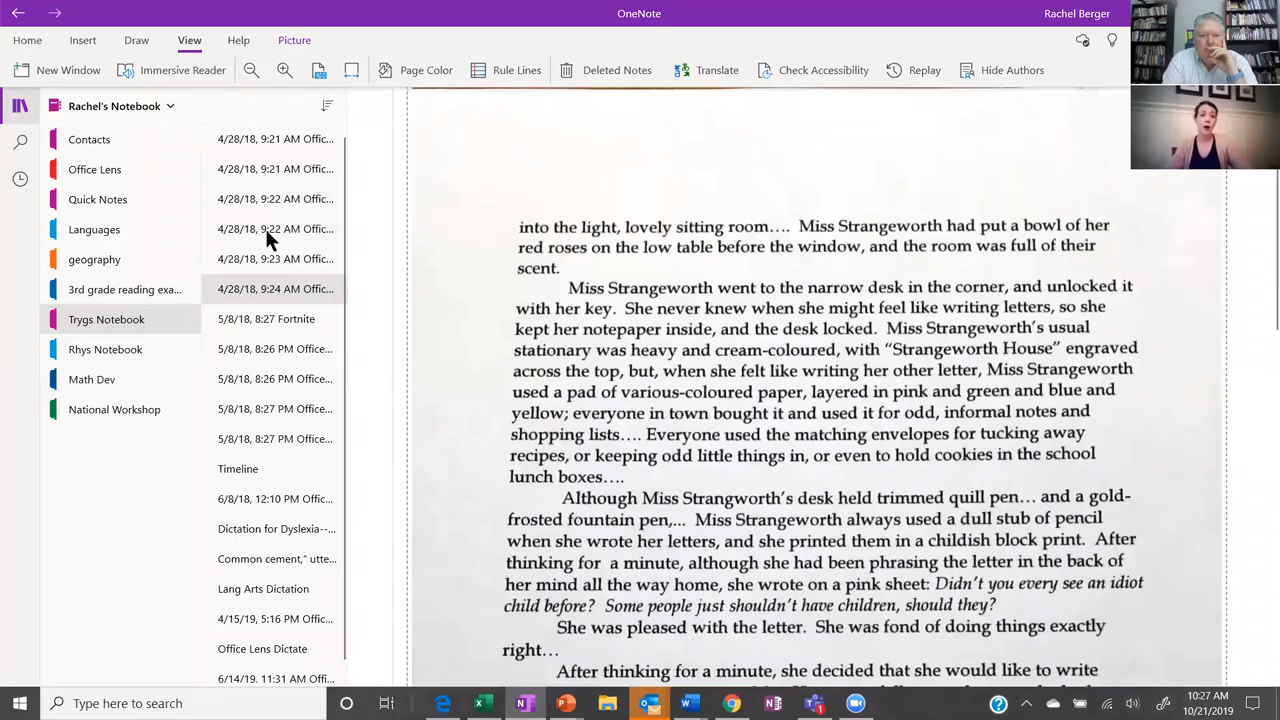 OneNote
Rachel Berger
Home Insert Draw View Help Picture
New Window Immersive Reader Page Color Rule Lines Deleted Notes Translate Check Accessibility Replay Hide Authors
Rachel's Notebook
Contacts
Office Lens
Quick Notes
Languages
geography
3rd grade reading exa...
Trygs Notebook
Rhys Notebook
Math Dev
National Workshop
4/28/18, 9:21 AM Offic...
4/28/18, 9:21 AM Offic...
4/28/18, 9:22 AM Offic...
4/28/18, 9:22 AM Offic...
4/28/18, 9:23 AM Offic...
4/28/18, 9:24 AM Offic...
5/8/18, 8:27 Fortnite
5/8/18, 8:26 PM Office...
5/8/18, 8:26 PM Office...
5/8/18, 8:27 PM Office...
5/8/18, 8:27 PM Office...
Timeline
6/8/18, 12:10 PM Office...
Dictation for Dyslexia--...
Common cement,” utte...
Lang Arts Dictation
4/15/19, 5:16 PM Office...
Office Lens Dictate
6/14/19. 11:31 AM Offi...
into the light, lovely sitting room…. Miss Strangeworth had put a bowl of her
red roses on the low table before the window, and the room was full of their
scent.
Miss Strangeworth went to the narrow desk in the corner, and unlocked it
with her key. She never knew when she might feel like writing letters, so she
kept her notepaper inside, and the desk locked. Miss Strangeworth’s usual
stationary was heavy and cream-coloured, with “Strangeworth House” engraved
across the top, but, when she felt like writing her other letter, Miss Strangeworth
used a pad of various-coloured paper, layered in pink and green and blue and
yellow; everyone in town bought it and used it for odd, informal notes and
shopping lists…. Everyone used the matching envelopes for tucking away
recipes, or keeping odd little things in, or even to hold cookies in the school
lunch boxes….
Although Miss Strangworth’s desk held trimmed quill pen… and a gold-
frosted fountain pen,... Miss Strangeworth always used a dull stub of pencil
when she wrote her letters, and she printed them in a childish block print. After
thinking for a minute, although she had been phrasing the letter in the back of
her mind all the way home, she wrote on a pink sheet: Didn’t you every see an idiot
child before? Some people just shouldn’t have children, should they?
She was pleased with the letter. She was fond of doing things exactly
right…
After thinking for a minute, she decided that she would like to write
Type here to search
10:27 AM
10/21/2019